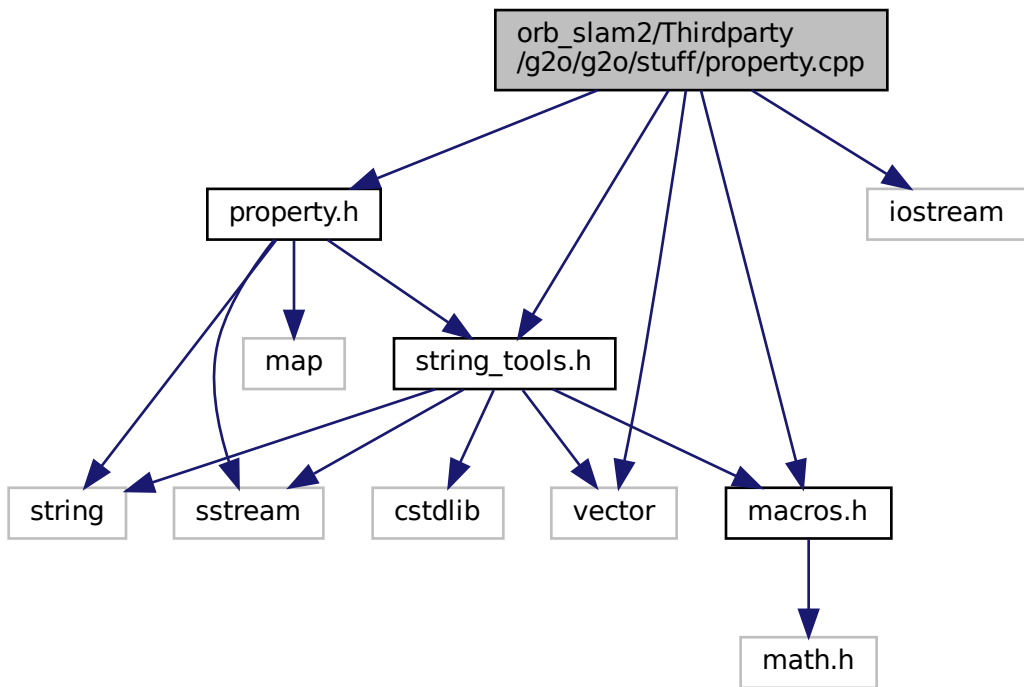 orb_slam2/Thirdparty
/g2o/g2o/stuff/property.cpp
property.h
iostream
map
string_tools.h
string
sstream
cstdlib
vector
macros.h
math.h